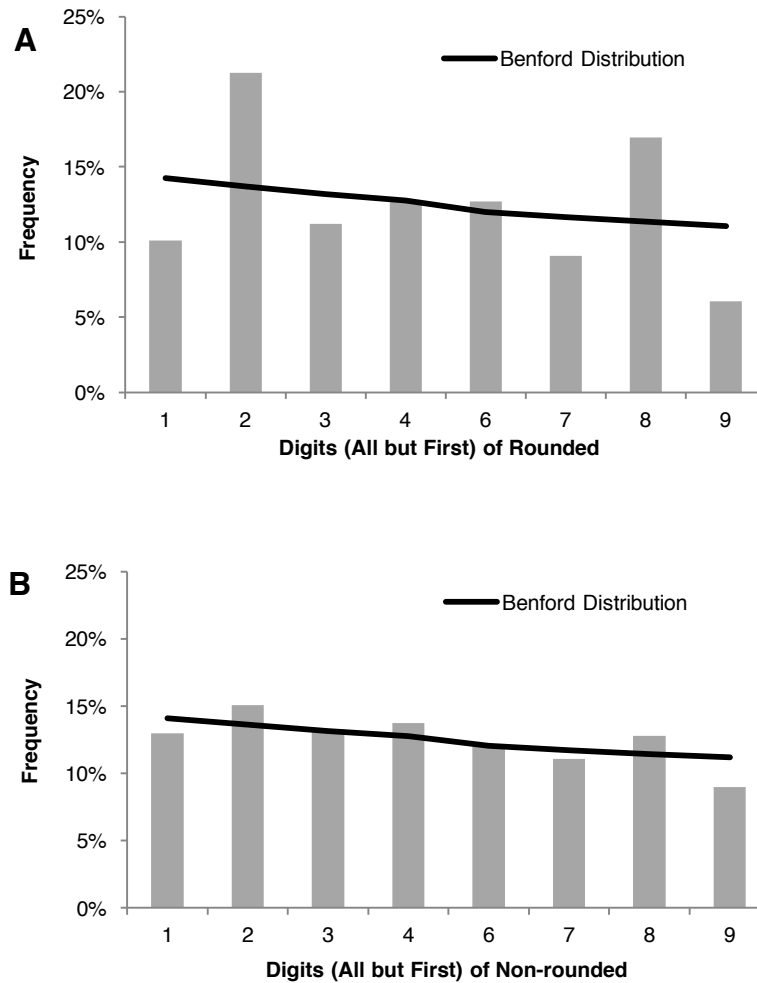 A
25%
20%
15%
10%
5%
0%
Frequency
Benford Distribution
1 2 3 4 6 7 8 9
Digits (All but First) of Rounded
B
25%
20%
15%
10%
5%
0%
Frequency
Benford Distribution
1 2 3 4 6 7 8 9
Digits (All but First) of Non-rounded